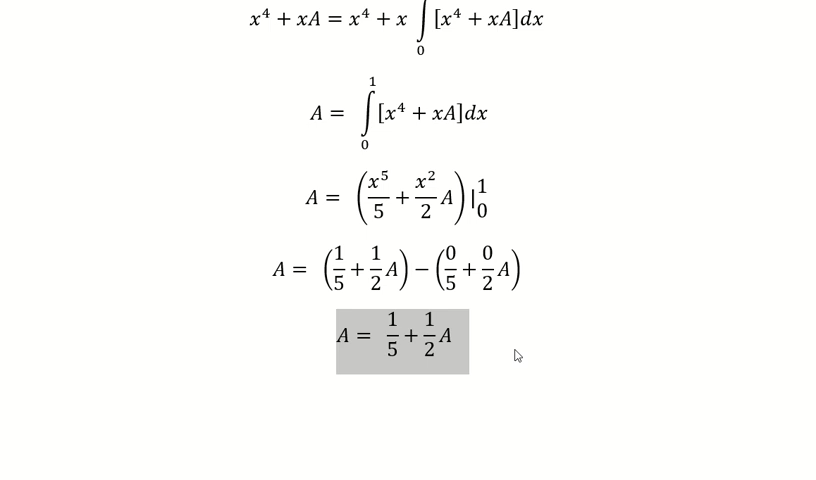 x⁴ + xA = x⁴ + x ∫₀ [x⁴ + xA]dx
A = ∫₀¹ [x⁴ + xA]dx
A = (x⁵/5 + x²/2 A) |₀¹
A = (1/5 + 1/2 A) − (0/5 + 0/2 A)
A = 1/5 + 1/2 A